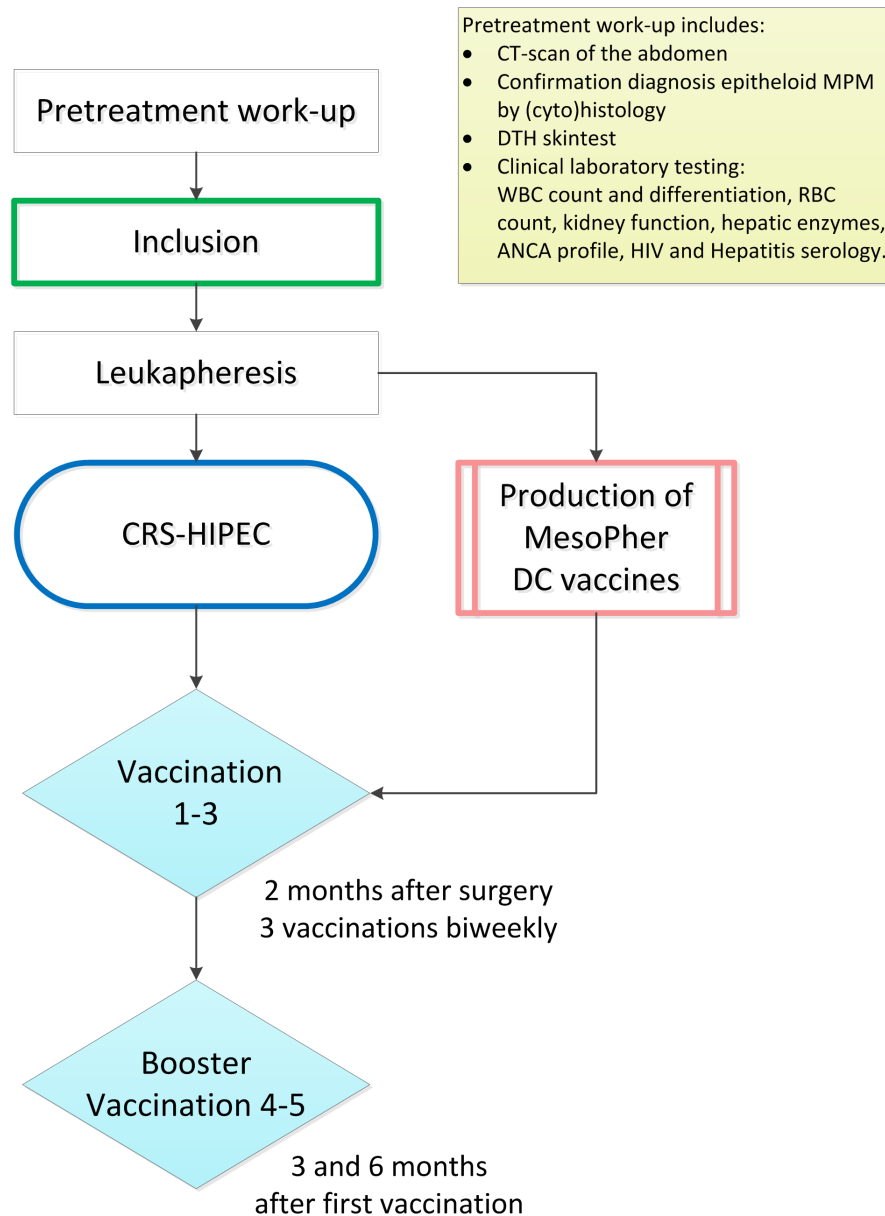 Pretreatment work-up includes:
• CT-scan of the abdomen
• Confirmation diagnosis epitheloid MPM
by (cyto)histology
• DTH skintest
• Clinical laboratory testing:
WBC count and differentiation, RBC
count, kidney function, hepatic enzymes,
ANCA profile, HIV and Hepatitis serology.
Pretreatment work-up
Inclusion
Leukapheresis
CRS-HIPEC
Production of
MesoPher
DC vaccines
Vaccination
1-3
2 months after surgery
3 vaccinations biweekly
Booster
Vaccination 4-5
3 and 6 months
after first vaccination